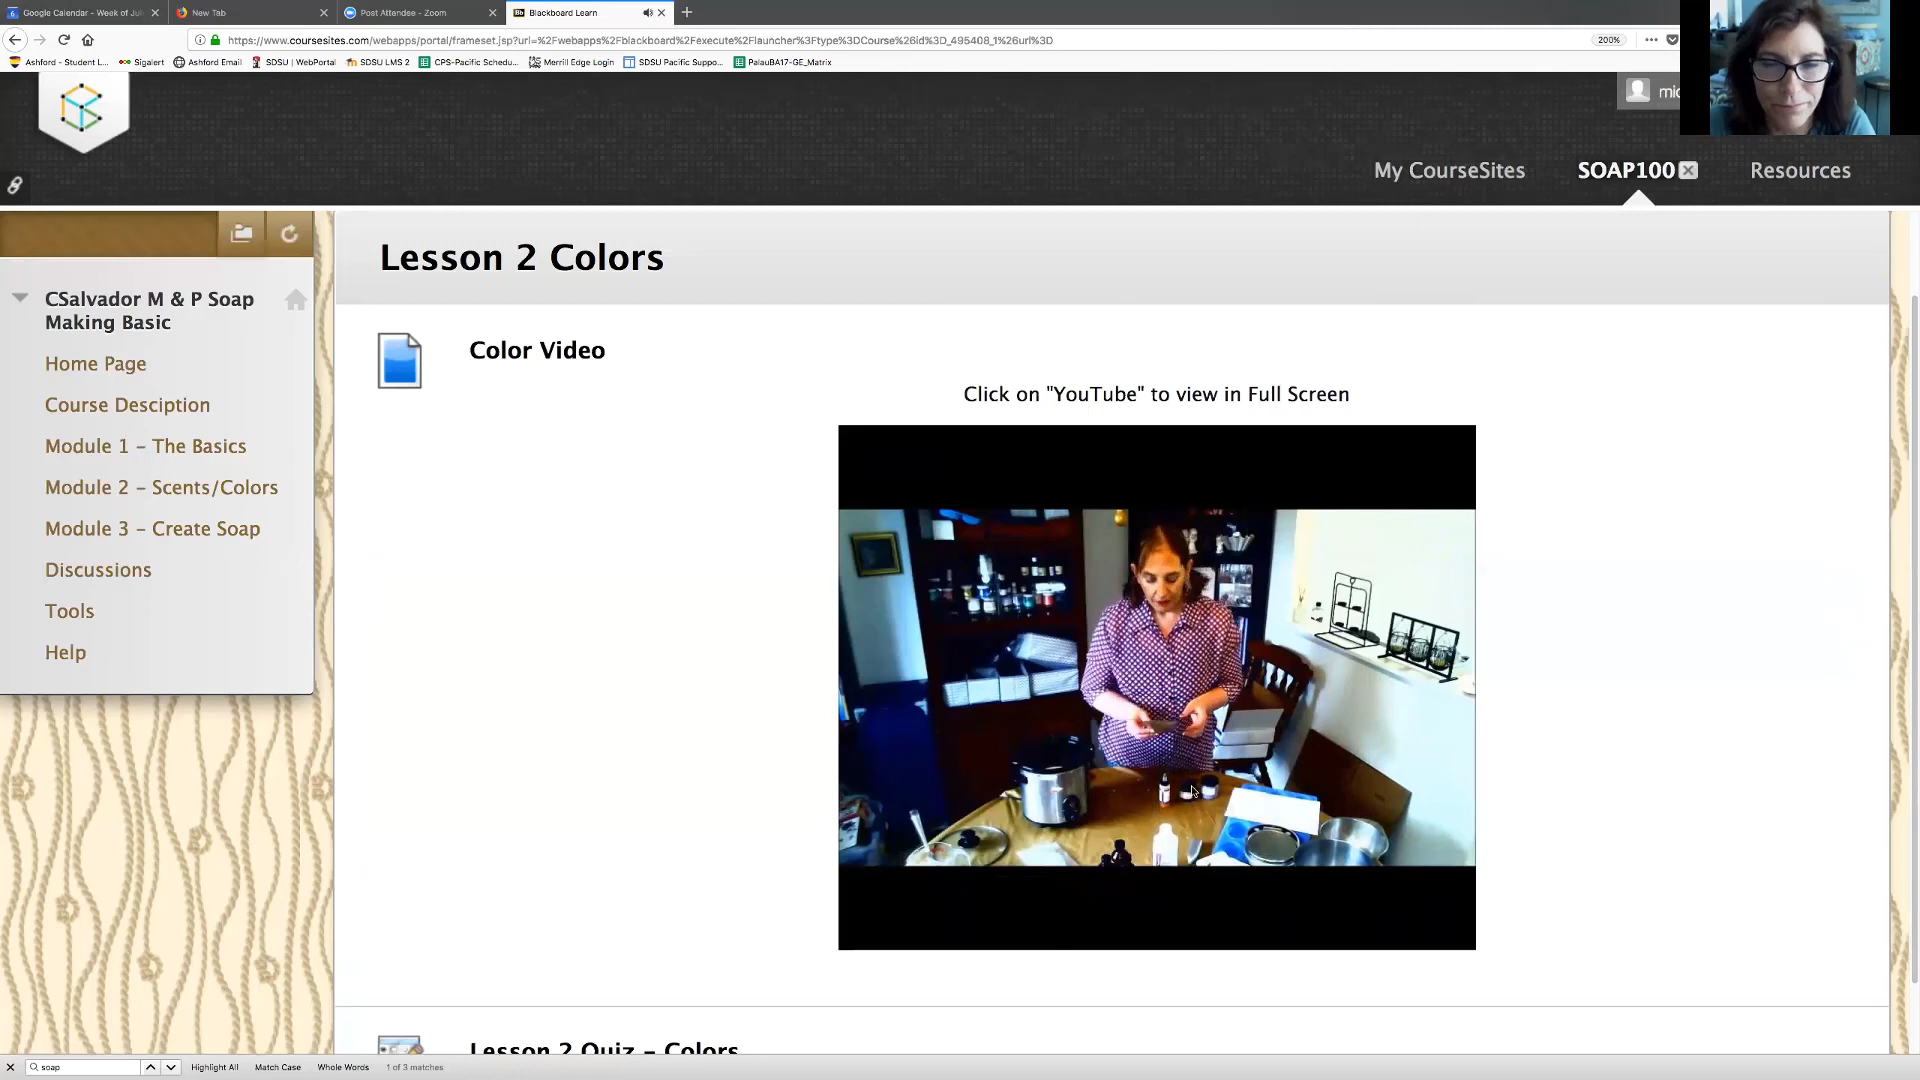 Google Calendar - Week of Jul
New Tab
Post Attendee - Zoom
Bb Blackboard Learn
https://www.coursesites.com/webapps/portal/frameset.jsp?url=%2Fwebapps%2Fblackboard%2Fexecute%2Flauncher%3Ftype%3DCourse%26id%3D_495408_1%26url%3D
200%
Ashford - Student L...
Sigalert
Ashford Email
SDSU | WebPortal
SDSU LMS 2
CPS-Pacific Schedu...
Merrill Edge Login
SDSU Pacific Suppo...
PalauBA17-GE_Matrix
mic
My CourseSites
SOAP100
Resources
Lesson 2 Colors
CSalvador M & P Soap
Making Basic
Home Page
Course Desciption
Module 1 - The Basics
Module 2 - Scents/Colors
Module 3 - Create Soap
Discussions
Tools
Help
Color Video
Click on "YouTube" to view in Full Screen
Lesson 2 Quiz - Colors
soap
Highlight All
Match Case
Whole Words
1 of 3 matches